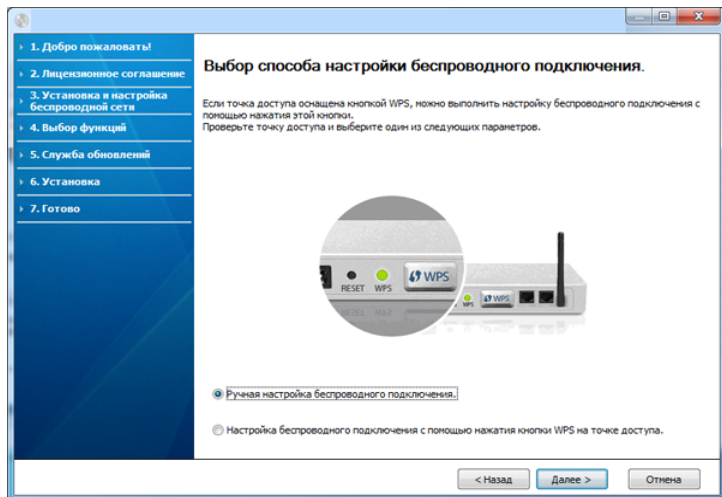 1. Добро пожаловать!
2. Лицензионное соглашение
3. Установка и настройка
беспроводной сети
4. Выбор функций
5. Служба обновлений
6. Установка
7. Готово
Выбор способа настройки беспроводного подключения.
Если точка доступа оснащена кнопкой WPS, можно выполнить настройку беспроводного подключения с
помощью нажатия этой кнопки.
Проверьте точку доступа и выберите один из следующих параметров.
RESET WPS WPS
WPS WPS
Ручная настройка беспроводного подключения.
Настройка беспроводного подключения с помощью нажатия кнопки WPS на точке доступа.
< Назад Далее > Отмена